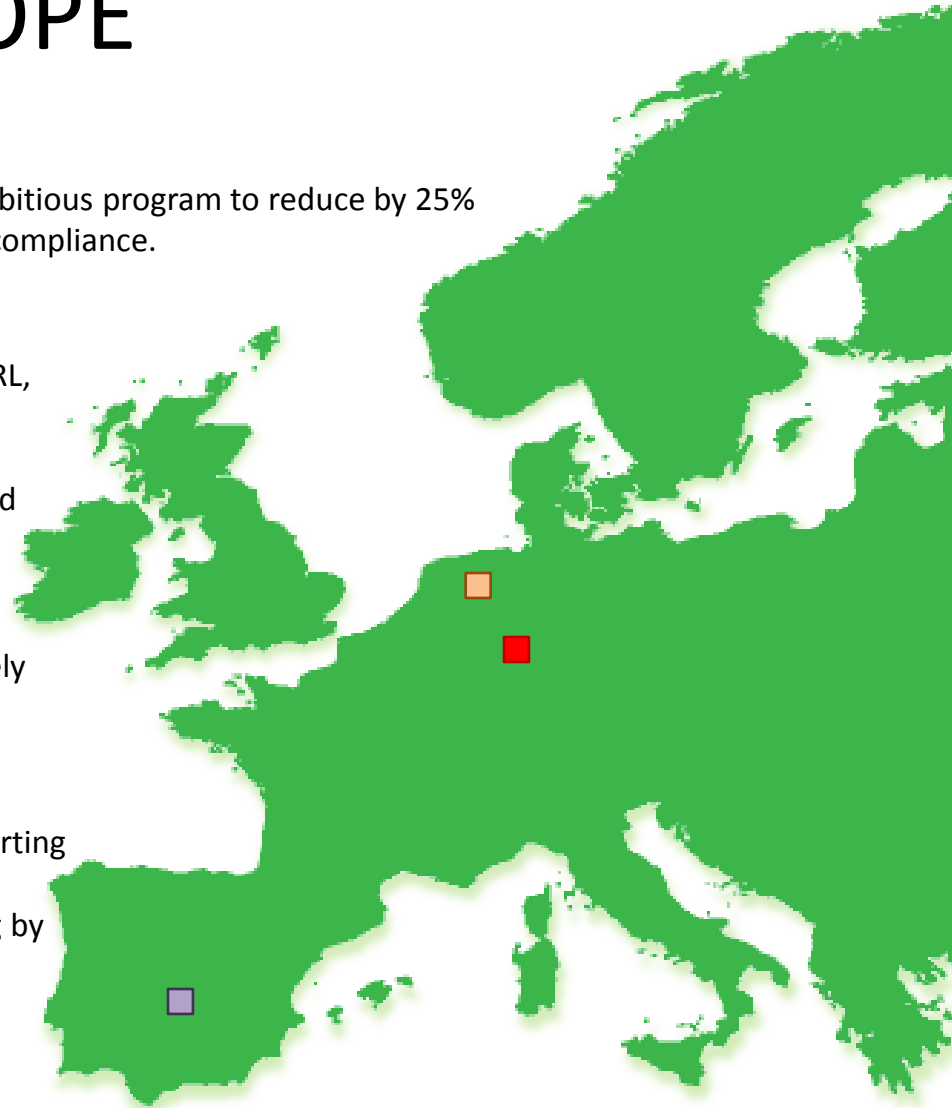 OPE
bitious program to reduce by 25%
compliance.
RL,
d
ely
rting
g by